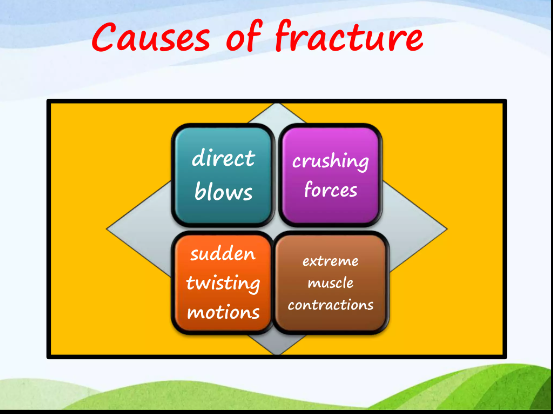 Causes of fracture
direct
blows
crushing
forces
sudden
twisting
motions
extreme
muscle
contractions